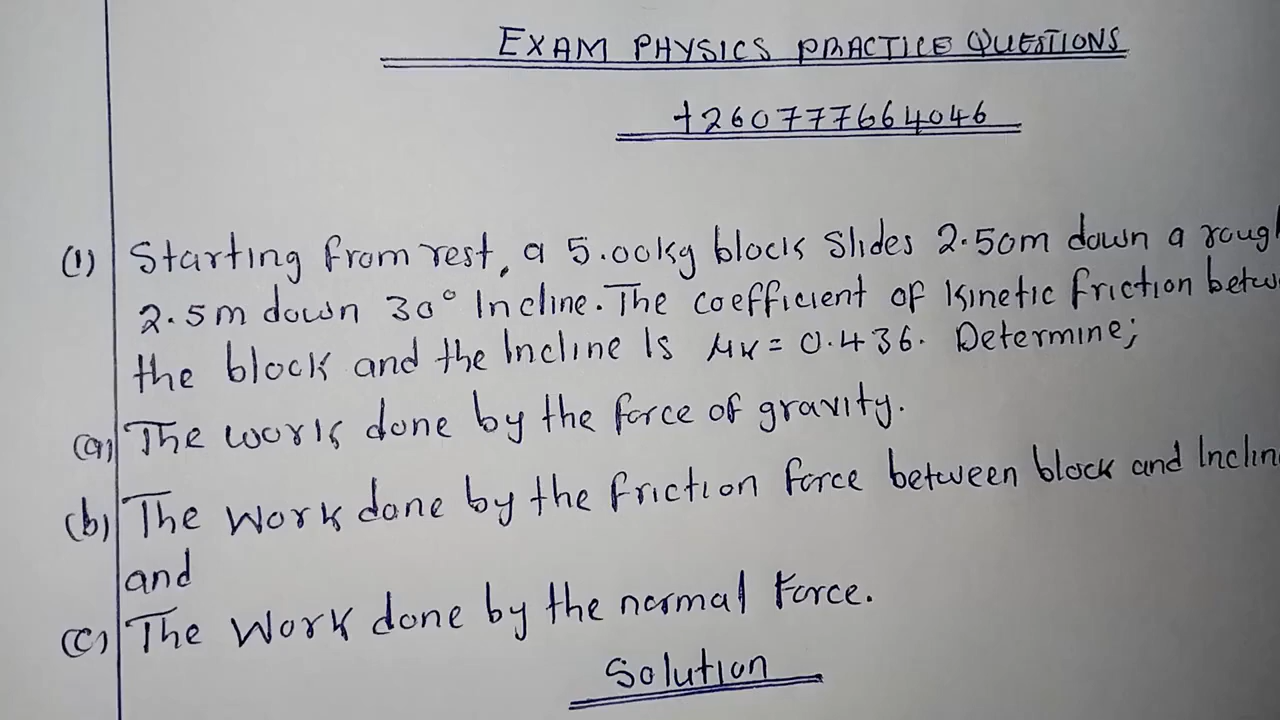 EXAM PHYSICS PRACTICE QUESTIONS
+260777664046
(1) Starting from rest, a 5.00kg block slides 2.50m down a rough
2.5m down 30° Incline. The coefficient of kinetic friction betwe
the block and the Incline Is μk = 0.436. Determine;
(a) The work done by the force of gravity.
(b) The work done by the friction force between block and Inclin
and
(c) The work done by the normal force.
Solution